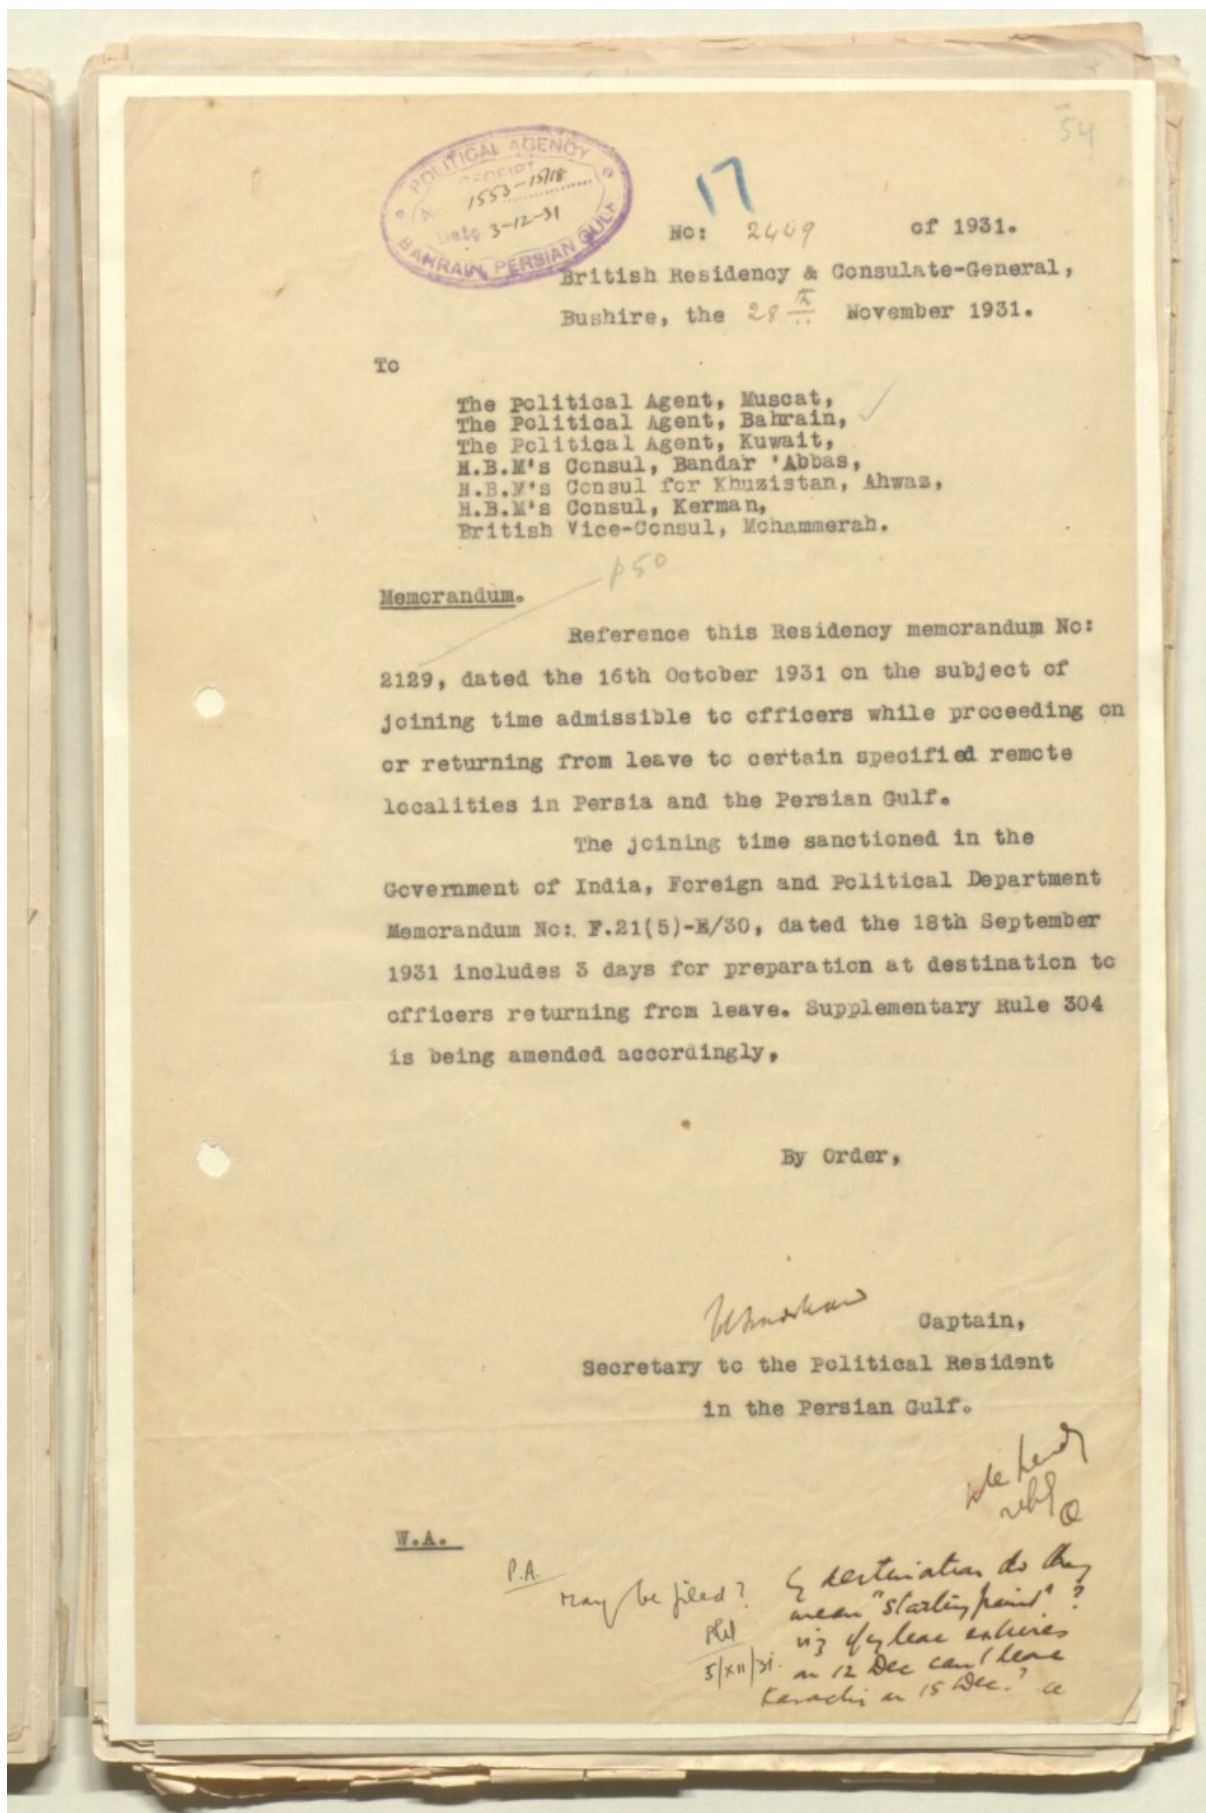 54
POLITICAL AGENCY
RECEIPT
No. 1553-15/18
Date 3-12-31
BAHRAIN, PERSIAN GULF
17
No: 2449 of 1931.
British Residency & Consulate-General,
Bushire, the 28th November 1931.
To
The Political Agent, Muscat,
The Political Agent, Bahrain,
The Political Agent, Kuwait,
H.B.M's Consul, Bandar 'Abbas,
H.B.M's Consul for Khuzistan, Ahwaz,
H.B.M's Consul, Kerman,
British Vice-Consul, Mohammerah.
p50
Memorandum.
Reference this Residency memorandum No:
2129, dated the 16th October 1931 on the subject of
joining time admissible to officers while proceeding on
or returning from leave to certain specified remote
localities in Persia and the Persian Gulf.
The joining time sanctioned in the
Government of India, Foreign and Political Department
Memorandum No: F.21(5)-E/30, dated the 18th September
1931 includes 3 days for preparation at destination to
officers returning from leave. Supplementary Rule 304
is being amended accordingly,
By Order,
Captain,
Secretary to the Political Resident
in the Persian Gulf.
W.A.
P.A.
May be filed?
5/XII/31.
By destination do they
mean "starting point"?
viz if my leave expires
on 12 Dec can I leave
Karachi on 15 Dec.?